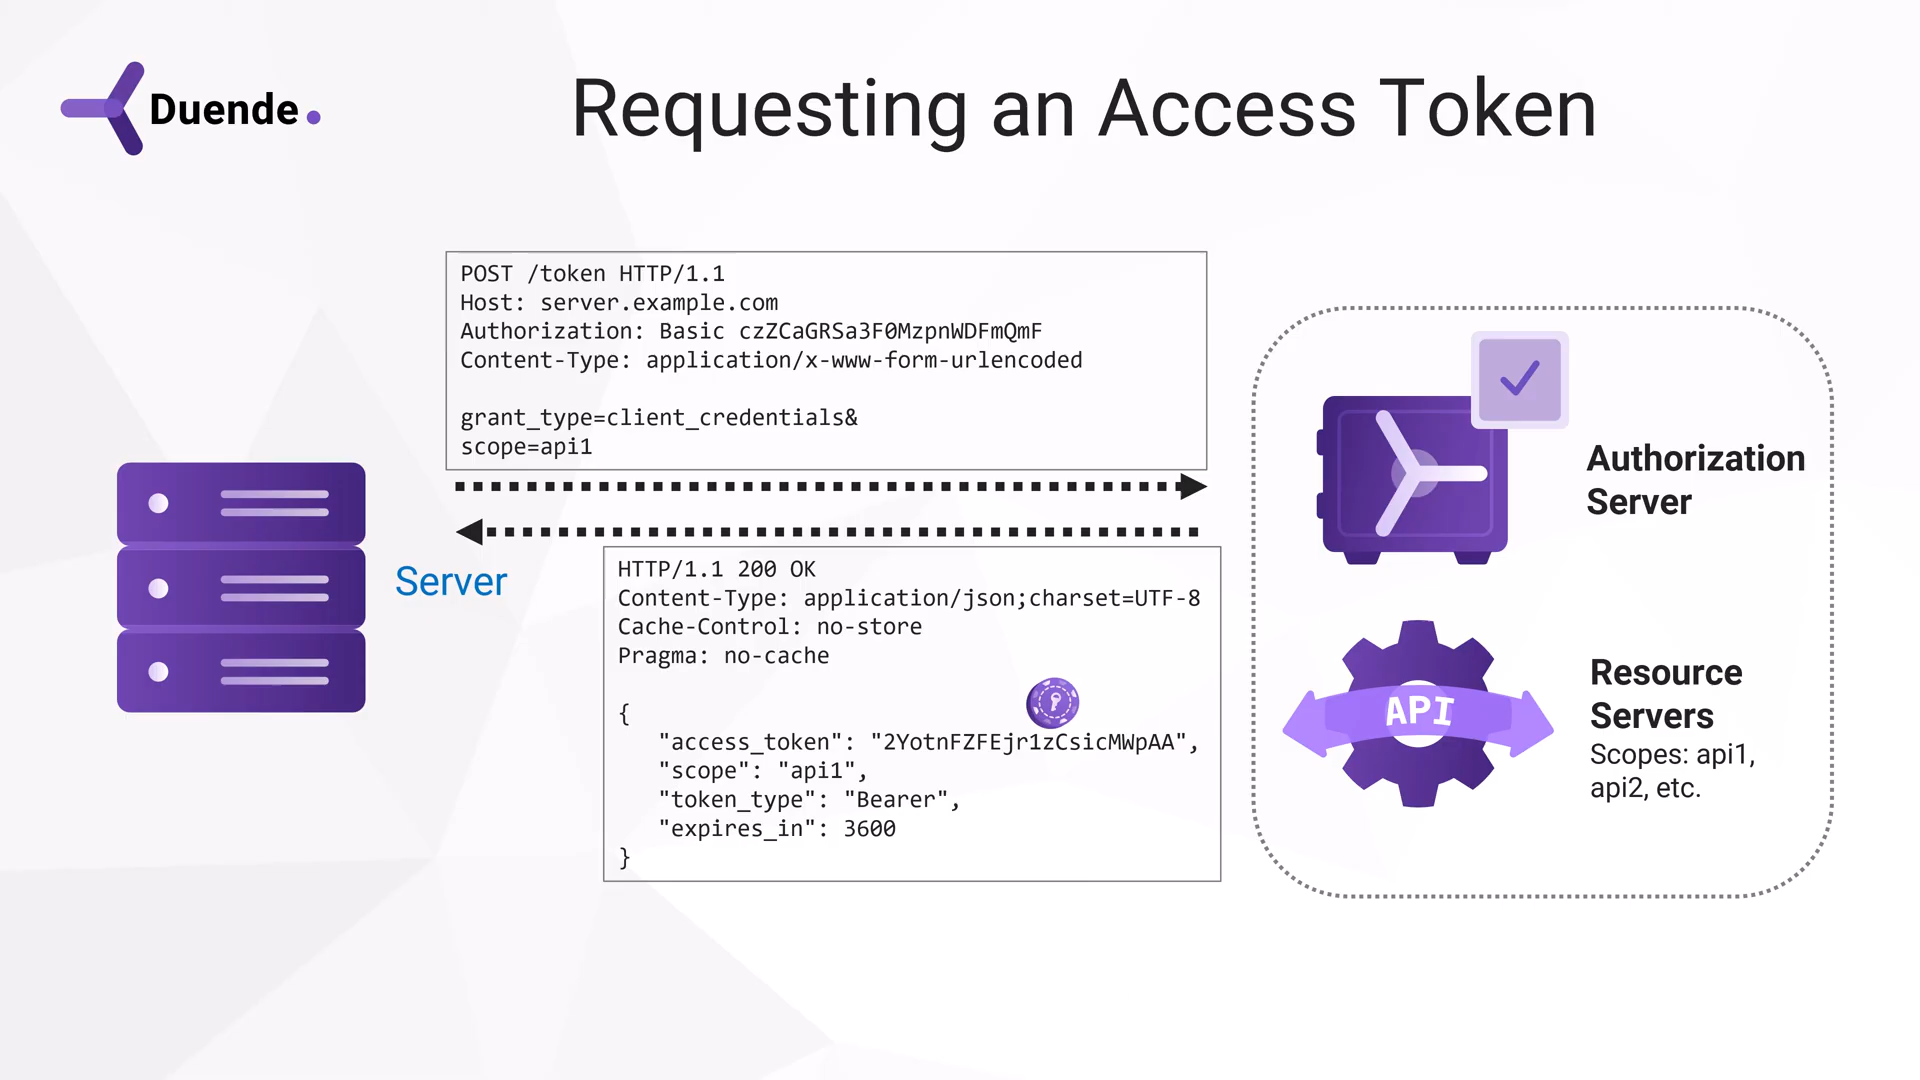 Duende
Requesting an Access Token
POST /token HTTP/1.1
Host: server.example.com
Authorization: Basic czZCaGRSa3F0MzpnWDFmQmF
Content-Type: application/x-www-form-urlencoded
grant_type=client_credentials&
scope=api1
Server
HTTP/1.1 200 OK
Content-Type: application/json;charset=UTF-8
Cache-Control: no-store
Pragma: no-cache
{
"access_token": "2YotnFZFEjr1zCsicMWpAA",
"scope": "api1",
"token_type": "Bearer",
"expires_in": 3600
}
Authorization
Server
API
Resource
Servers
Scopes: api1,
api2, etc.